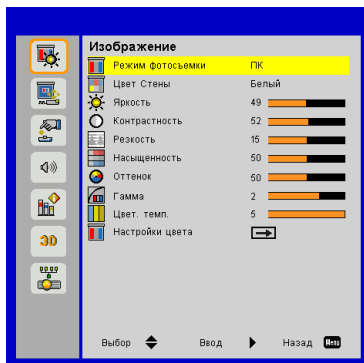 Изображение
Режим фотосъемки ПК
Цвет Стены Белый
Яркость 49
Контрастность 52
Резкость 15
Насыщенность 50
Оттенок 50
Гамма 2
Цвет. темп. 5
Настройки цвета
3D
Выбор Ввод Назад Menu